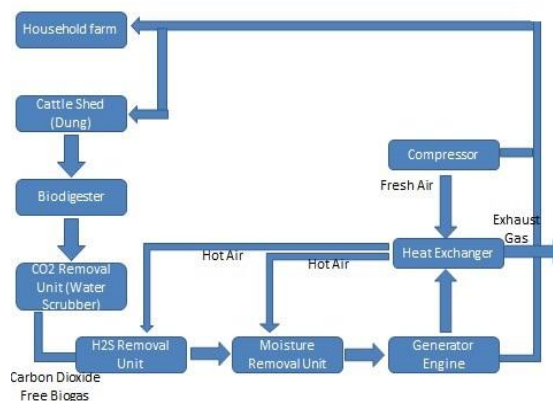 Household farm
Cattle Shed
(Dung)
Compressor
Biodigester
Fresh Air
Exhaust
Gas
Heat Exchanger
Hot Air
Hot Air
CO2 Removal
Unit (Water
Scrubber)
H2S Removal
Unit
Moisture
Removal Unit
Generator
Engine
Carbon Dioxide
Free Biogas